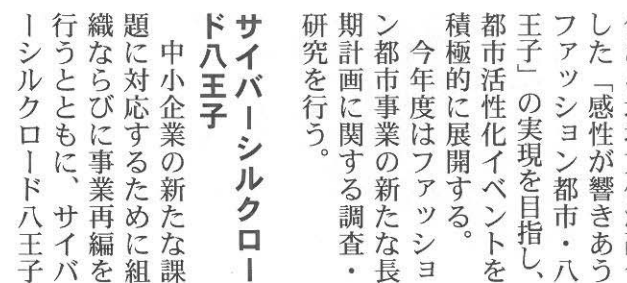 した「感性が響きあう
ファッション都市・八
王子」の実現を目指し、
都市活性化イベントを
積極的に展開する。
今年度はファッショ
ン都市事業の新たな長
期計画に関する調査・
研究を行う。
サイバーシルクロー
ド八王子
中小企業の新たな課
題に対応するために組
織ならびに事業再編を
行うとともに、サイバ
ーシルクロード八王子